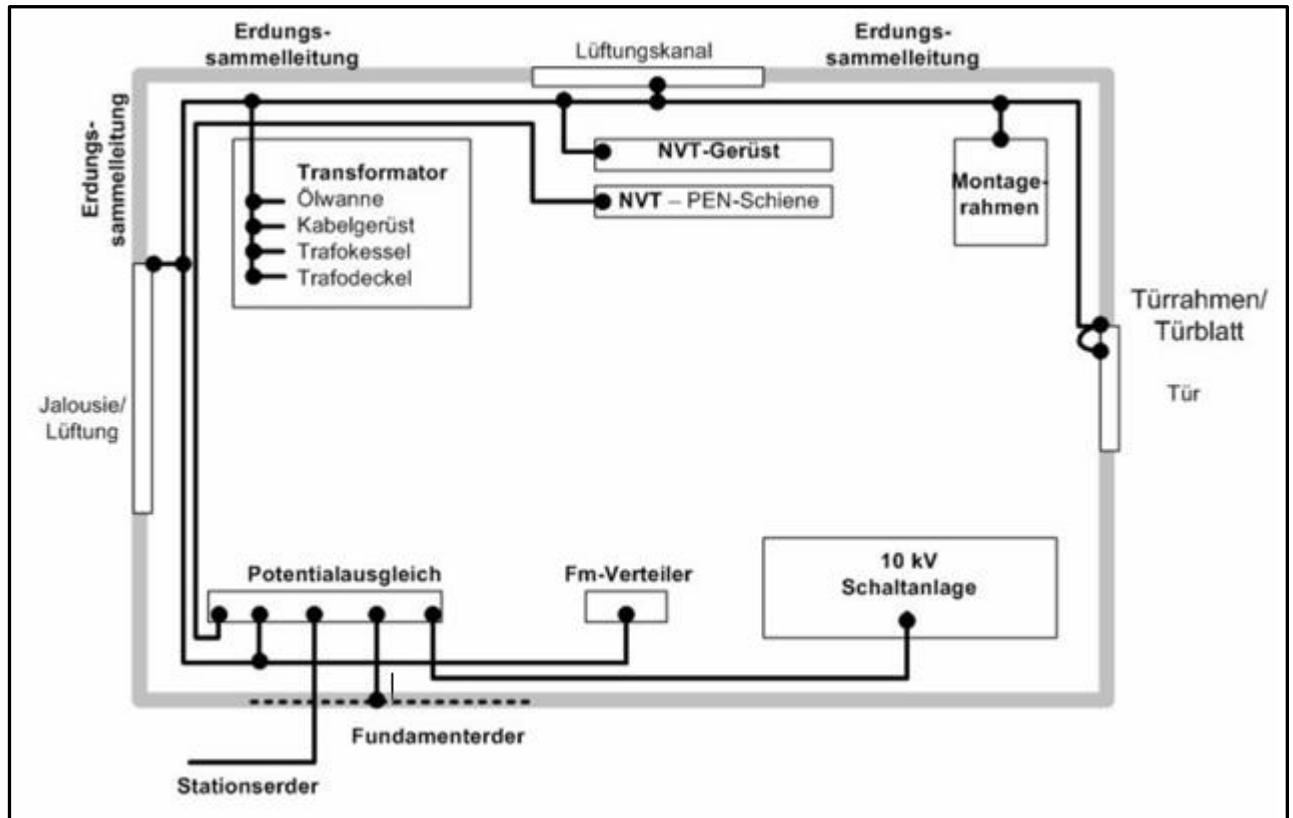 Erdungs-
sammelleitung
Lüftungskanal
Erdungs-
sammelleitung
Erdungs-
sammelleitung
NVT-Gerüst
NVT – PEN-Schiene
Transformator
Ölwanne
Kabelgerüst
Trafokessel
Trafodeckel
Montage-
rahmen
Türrahmen/
Türblatt
Tür
Jalousie/
Lüftung
Potentialausgleich
Fm-Verteiler
10 kV
Schaltanlage
Fundamenterder
Stationserder